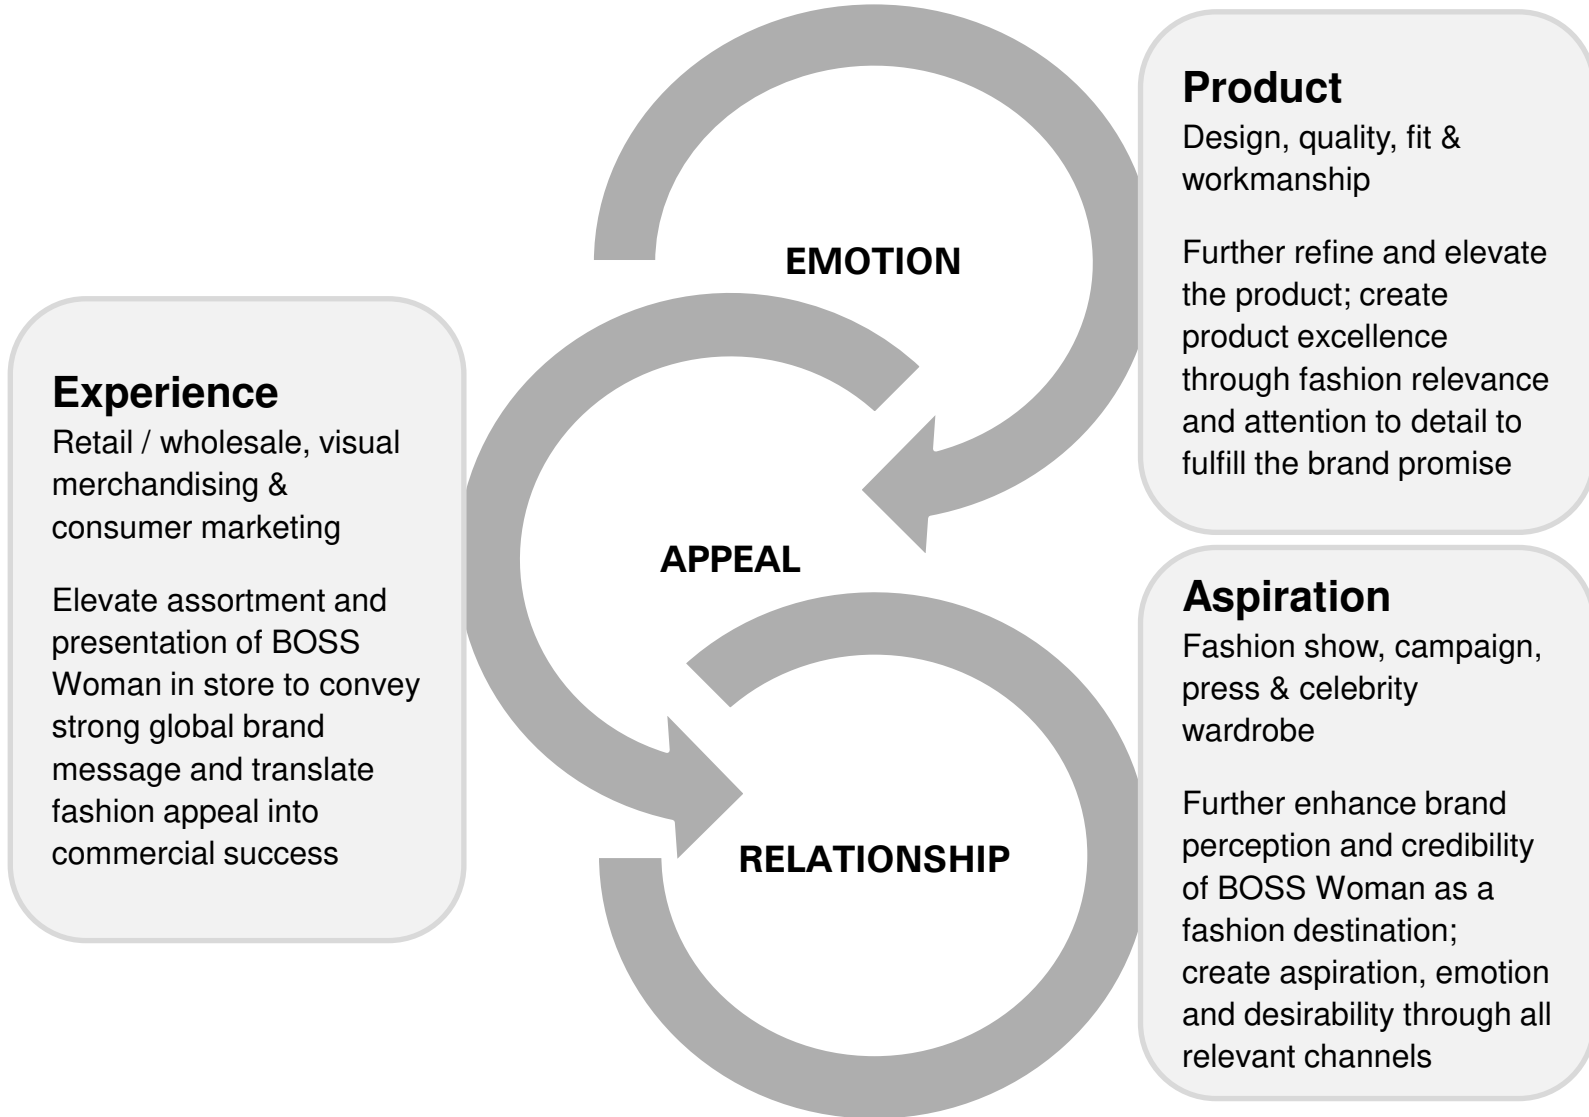 Product
Design, quality, fit &
workmanship
Further refine and elevate
the product; create
product excellence
through fashion relevance
and attention to detail to
fulfill the brand promise
EMOTION
Experience
Retail / wholesale, visual
merchandising &
consumer marketing
Elevate assortment and
presentation of BOSS
Woman in store to convey
strong global brand
message and translate
fashion appeal into
commercial success
APPEAL
Aspiration
Fashion show, campaign,
press & celebrity
wardrobe
Further enhance brand
perception and credibility
of BOSS Woman as a
fashion destination;
create aspiration, emotion
and desirability through all
relevant channels
RELATIONSHIP